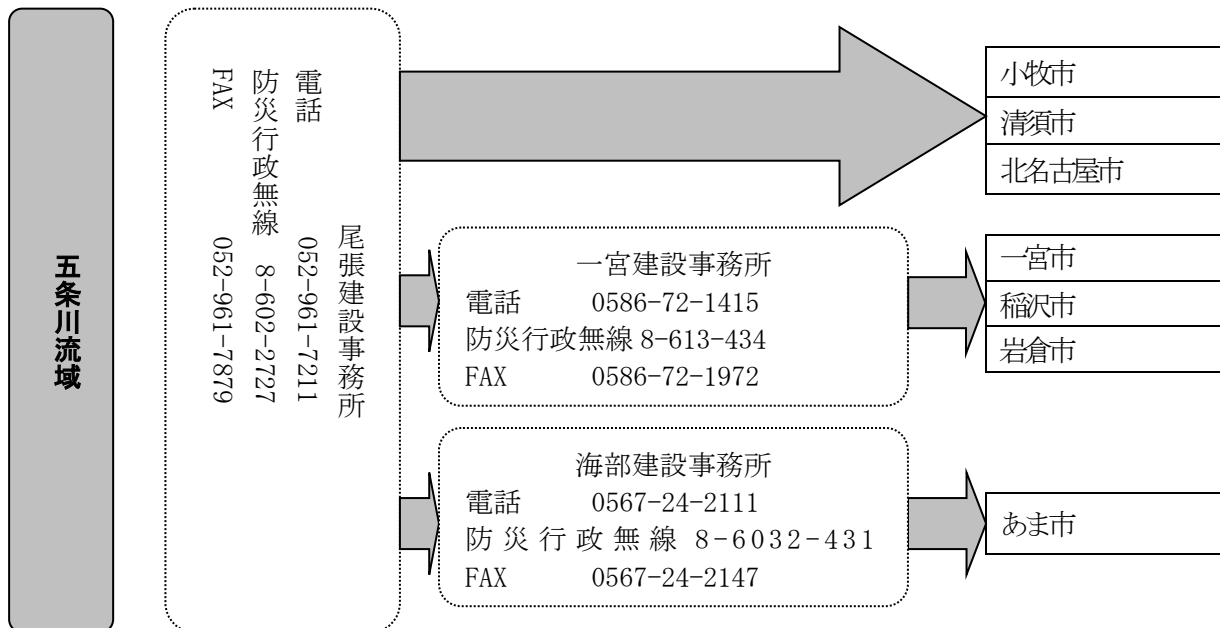 五条川流域
尾張建設事務所
電話 052-961-7211
防災行政無線 8-602-2727
FAX 052-961-7879
小牧市
清須市
北名古屋市
一宮建設事務所
電話 0586-72-1415
防災行政無線 8-613-434
FAX 0586-72-1972
一宮市
稲沢市
岩倉市
海部建設事務所
電話 0567-24-2111
防災行政無線 8-6032-431
FAX 0567-24-2147
あま市